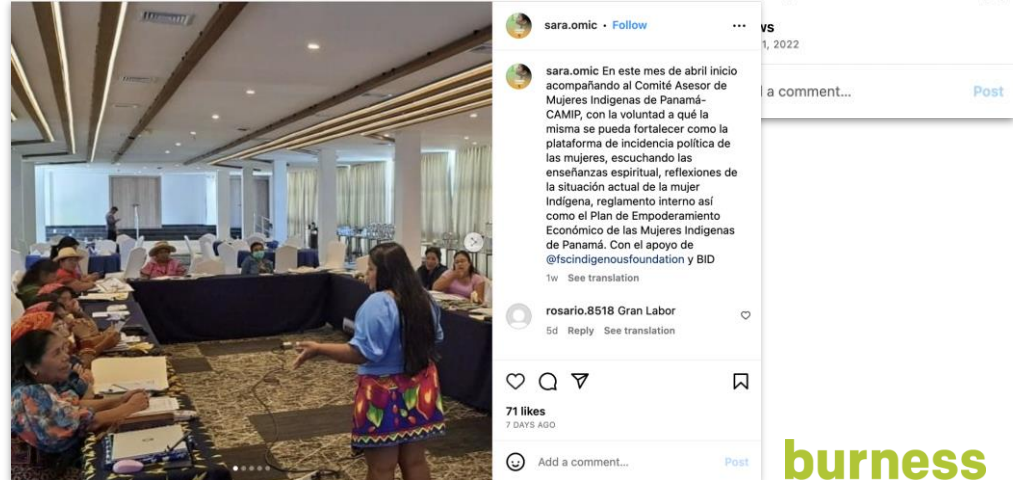 sara.omic • Follow
sara.omic En este mes de abril inicio
acompañando al Comité Asesor de
Mujeres Indigenas de Panamá-
CAMIP, con la voluntad a qué la
misma se pueda fortalecer como la
plataforma de incidencia política de
las mujeres, escuchando las
enseñanzas espiritual, reflexiones de
la situación actual de la mujer
Indígena, reglamento interno así
como el Plan de Empoderamiento
Económico de las Mujeres Indigenas
de Panamá. Con el apoyo de
@fscindigenousfoundation y BID
1w See translation
rosario.8518 Gran Labor
5d Reply See translation
71 likes
7 DAYS AGO
Add a comment... Post
ws
1, 2022
a comment... Post
burness